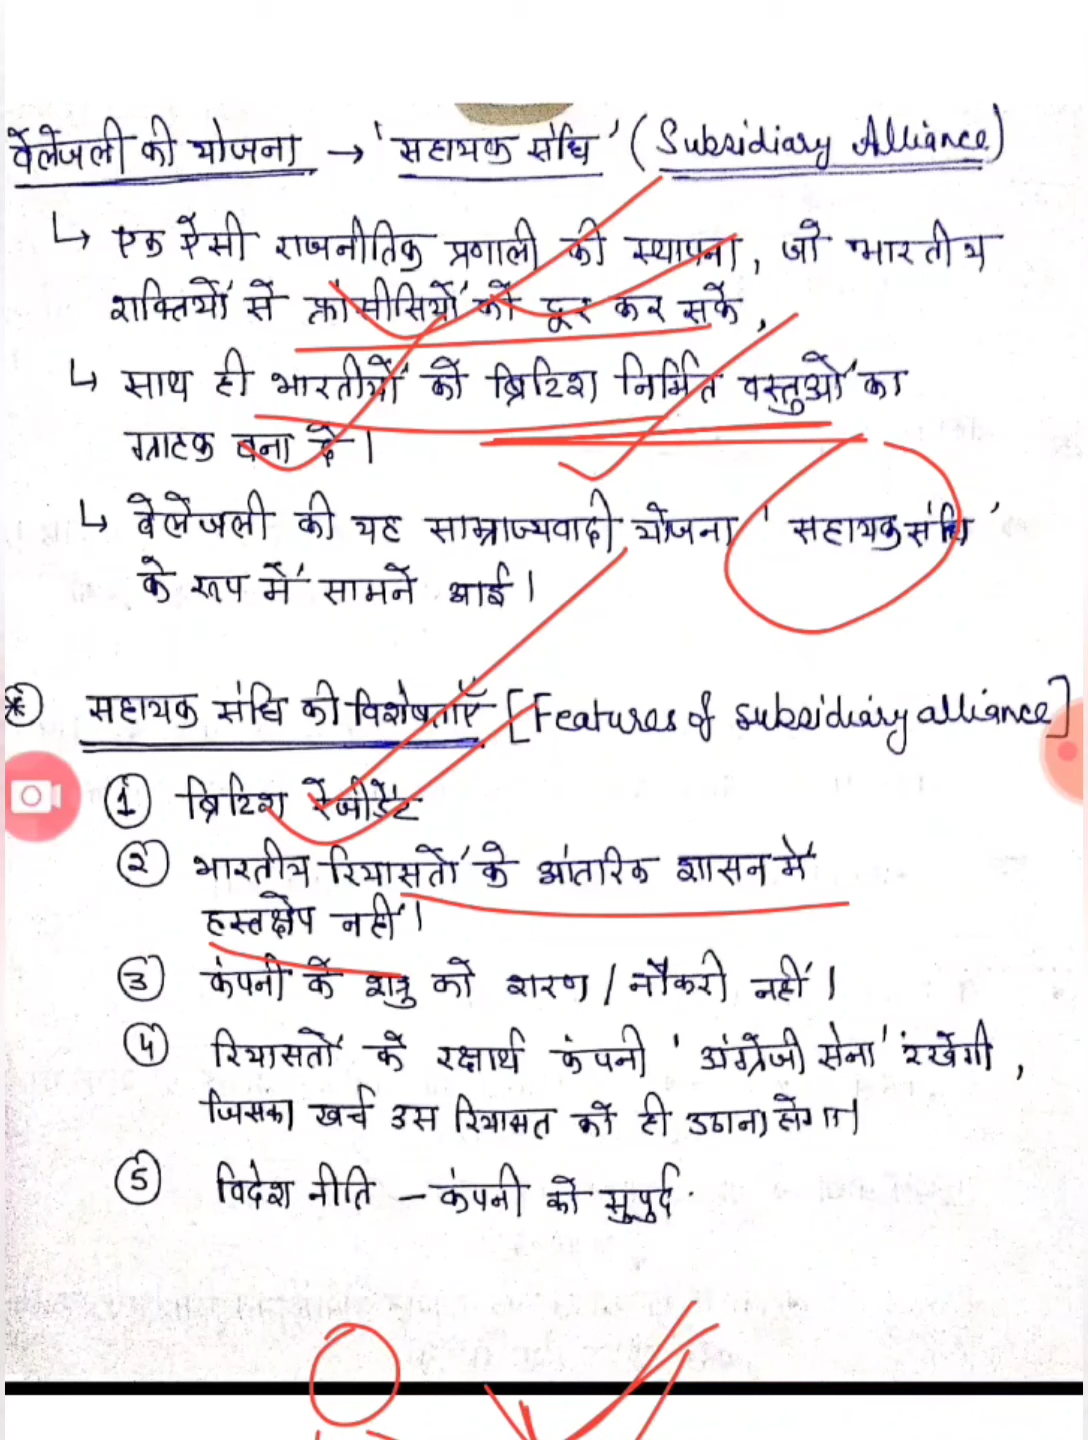 वेलेजली की योजना → 'सहायक संधि' (Subsidiary Alliance)
↳ एक ऐसी राजनीतिक प्रणाली की स्थापना, जो भारतीय
शक्तियों से फ्रांसीसियों को दूर कर सके,
↳ साथ ही भारतीयों को ब्रिटिश निर्मित वस्तुओं का
ग्राहक बना दे।
↳ वेलेजली की यह साम्राज्यवादी योजना 'सहायक संधि'
के रूप में सामने आई।
* सहायक संधि की विशेषताएँ [Features of subsidiary alliance]
① ब्रिटिश रेजीडेंट
② भारतीय रियासतों के आंतरिक शासन में
हस्तक्षेप नहीं।
③ कंपनी के शत्रु को शरण / नौकरी नहीं।
④ रियासतों के रक्षार्थ कंपनी 'अंग्रेजी सेना' रखेगी,
जिसका खर्च उस रियासत को ही उठाना होगा।
⑤ विदेश नीति - कंपनी को सुपुर्द.